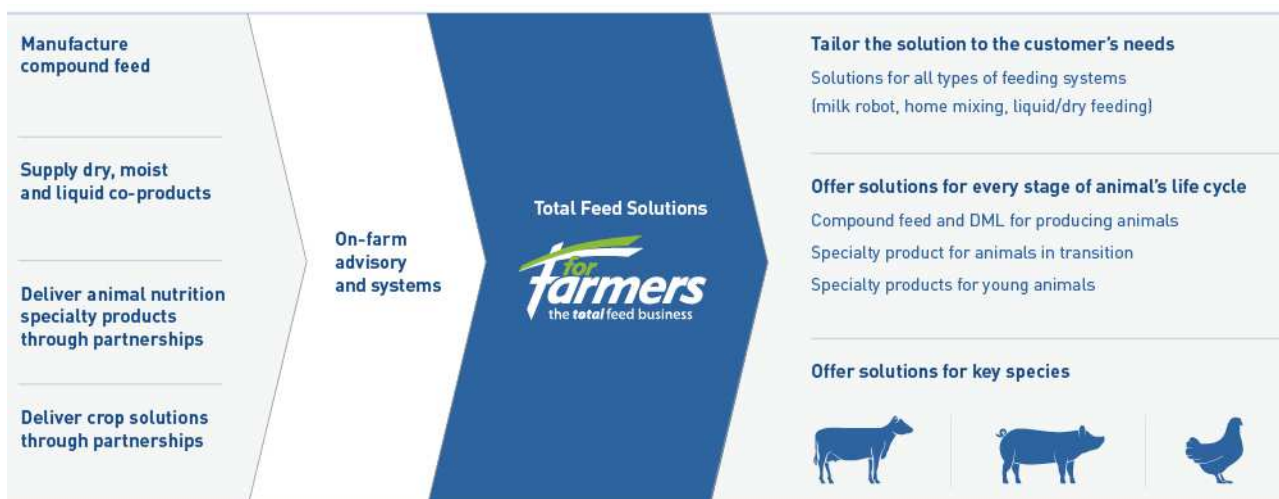 Manufacture
compound feed
Supply dry, moist
and liquid co-products
Deliver animal nutrition
specialty products
through partnerships
Deliver crop solutions
through partnerships
On-farm
advisory
and systems
Total Feed Solutions
for
farmers
the total feed business
Tailor the solution to the customer's needs
Solutions for all types of feeding systems
(milk robot, home mixing, liquid/dry feeding)
Offer solutions for every stage of animal's life cycle
Compound feed and DML for producing animals
Specialty product for animals in transition
Specialty products for young animals
Offer solutions for key species